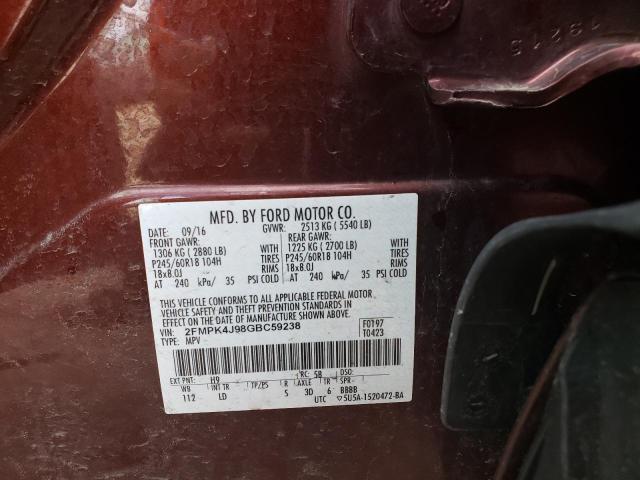 19215
MFD. BY FORD MOTOR CO.
DATE: 09/16 GVWR: 2513 KG ( 5540 LB)
FRONT GAWR: REAR GAWR:
1306 KG ( 2880 LB) WITH 1225 KG ( 2700 LB) WITH
P245/60R18 104H TIRES P245/60R18 104H TIRES
18x8.0J RIMS 18x8.0J RIMS
AT 240 kPa/ 35 PSI COLD AT 240 kPa/ 35 PSI COLD
THIS VEHICLE CONFORMS TO ALL APPLICABLE FEDERAL MOTOR
VEHICLE SAFETY AND THEFT PREVENTION STANDARDS
IN EFFECT ON THE DATE OF MANUFACTURE SHOWN ABOVE.
VIN: 2FMPK4J98GBC59238 F0197
TYPE: MPV T0423
EXT PNT: H9 RC: 58 DSO:
WB INT TR TP/PS R AXLE TR SPR
112 LD S 3D 6 BBBB
UTC ▽5U5A-1520472-BA